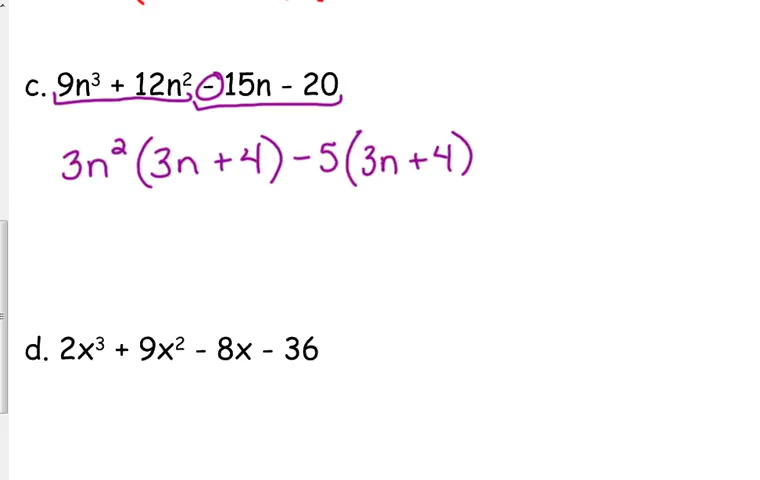 c. 9n³ + 12n² - 15n - 20
3n² (3n + 4) - 5 (3n + 4)
d. 2x³ + 9x² - 8x - 36